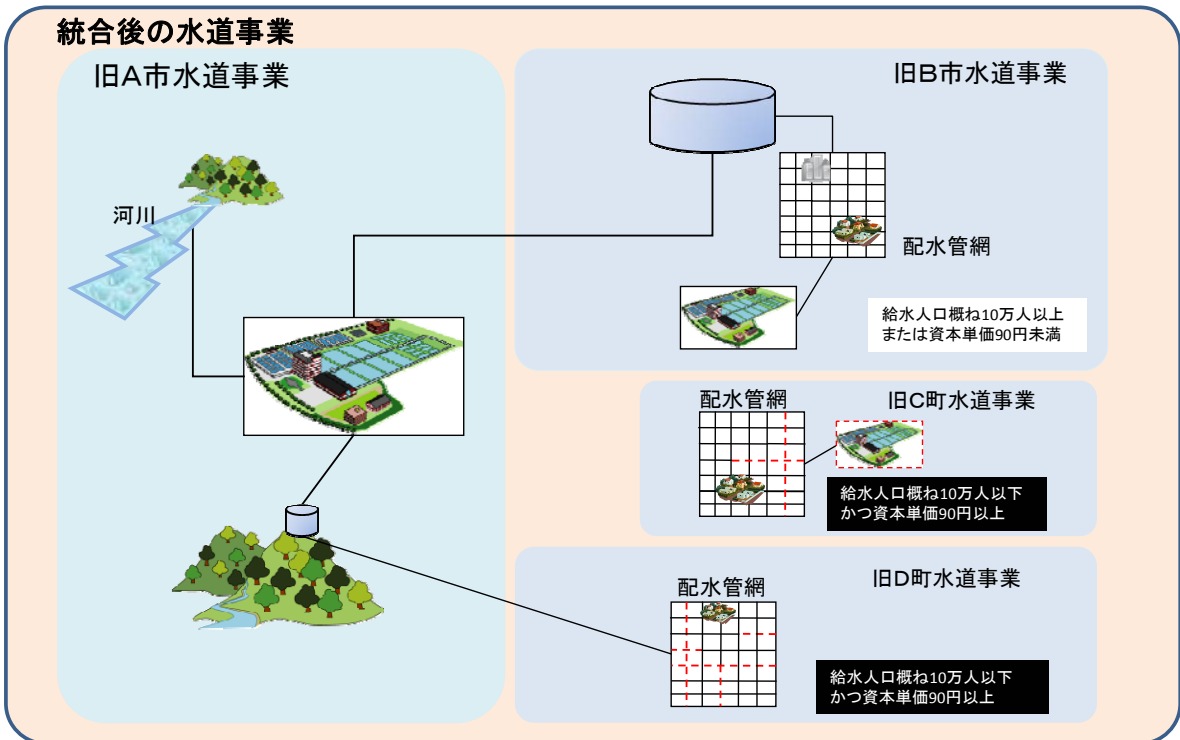 統合後の水道事業
旧A市水道事業
河川
旧B市水道事業
配水管網
給水人口概ね10万人以上
または資本単価90円未満
配水管網
旧C町水道事業
給水人口概ね10万人以下
かつ資本単価90円以上
配水管網
旧D町水道事業
給水人口概ね10万人以下
かつ資本単価90円以上